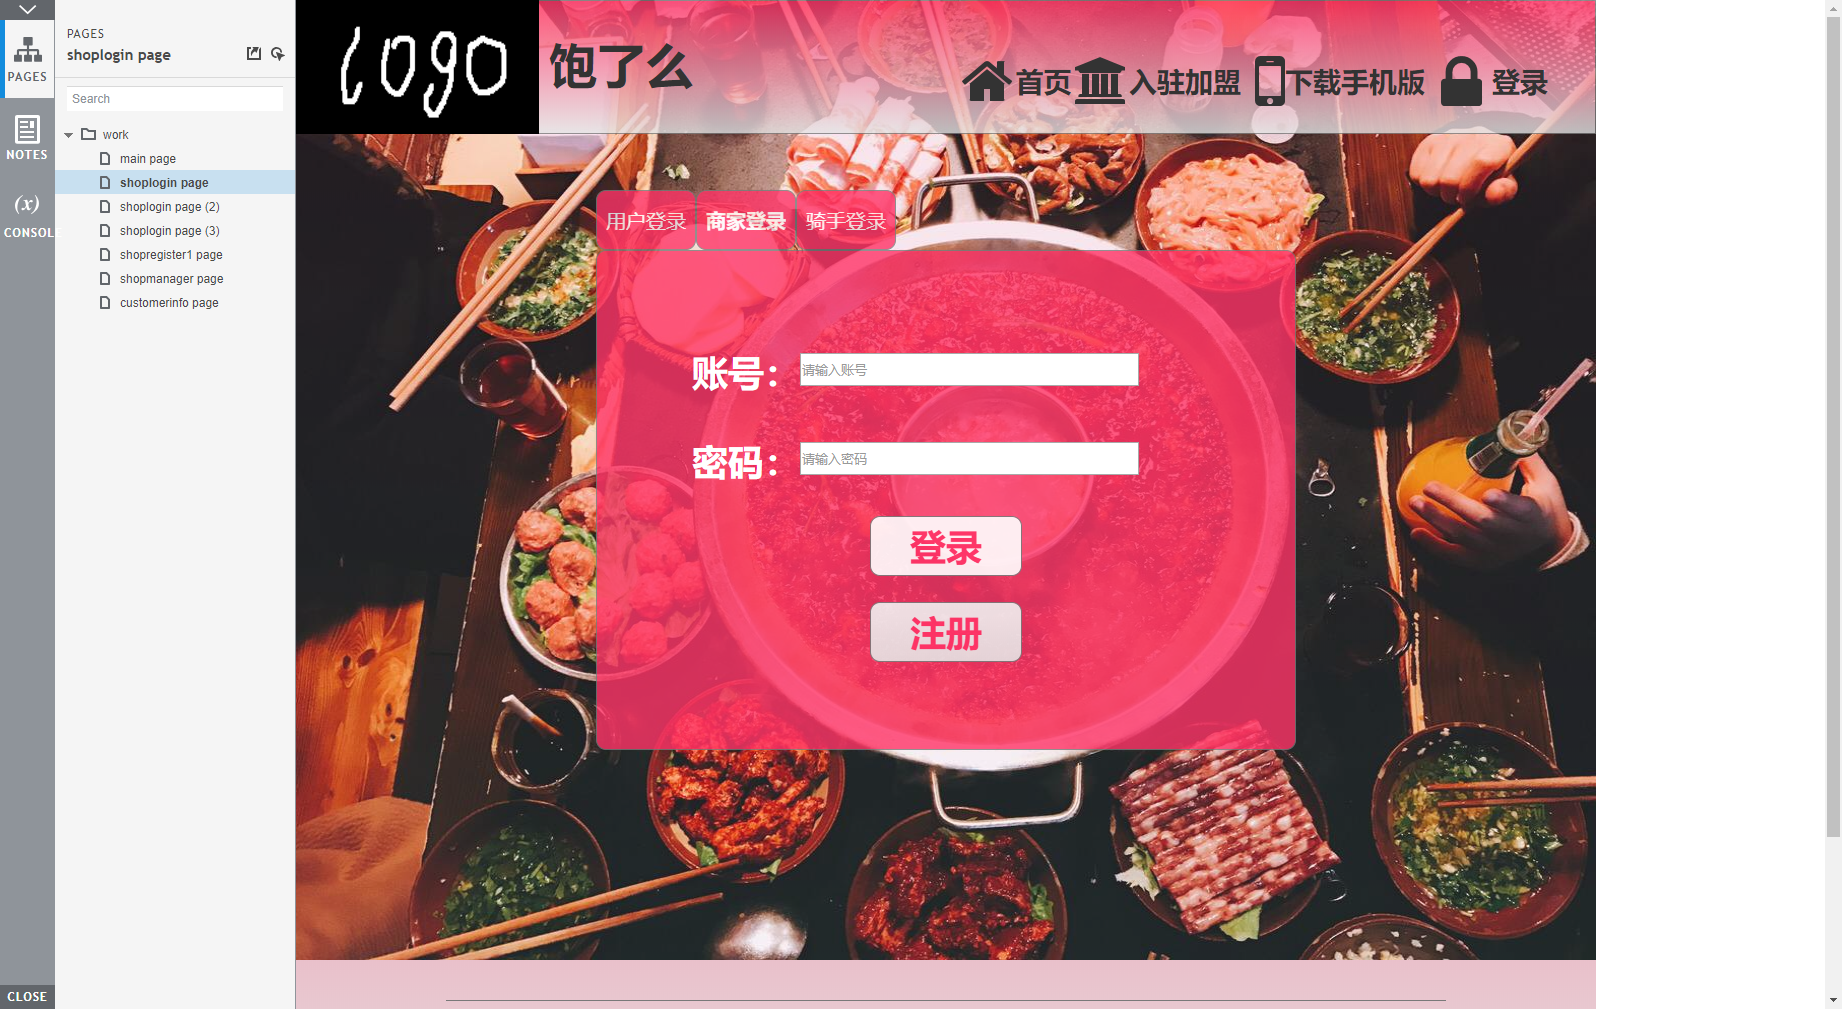 PAGES
shoplogin page
PAGES
Search
NOTES
(x)
CONSOLE
work
main page
shoplogin page
shoplogin page (2)
shoplogin page (3)
shopregister1 page
shopmanager page
customerinfo page
CLOSE
logo
饱了么
首页 入驻加盟 下载手机版 登录
用户登录 商家登录 骑手登录
账号： 请输入账号
密码： 请输入密码
登录
注册